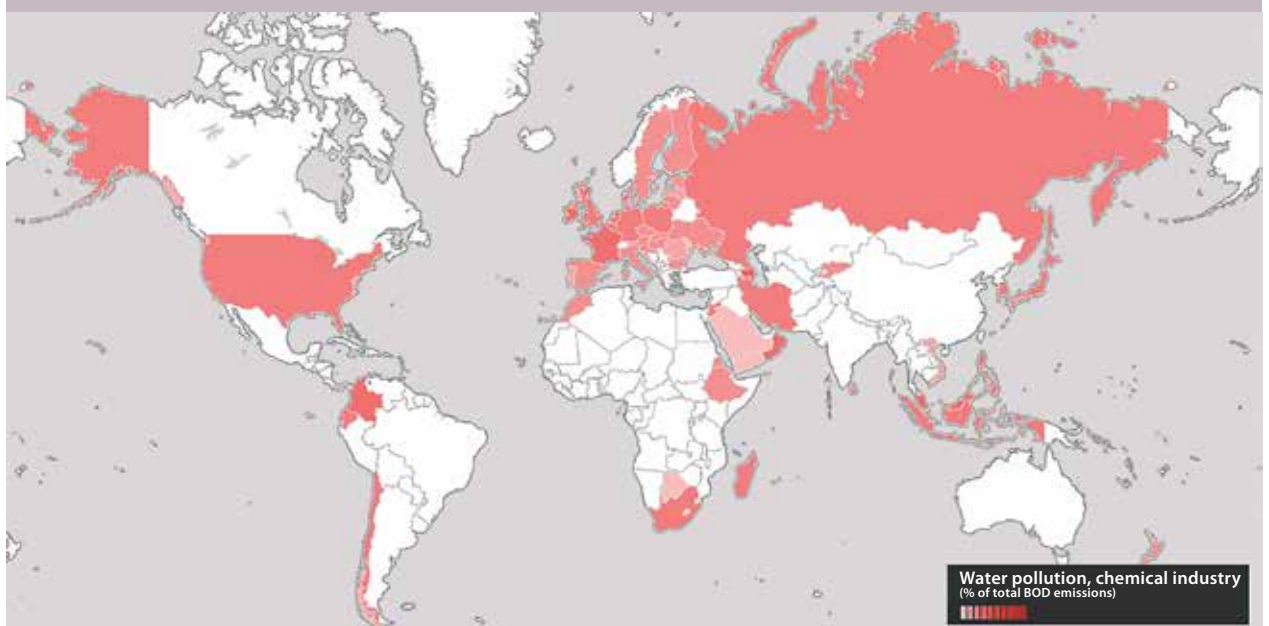 Water pollution, chemical industry
(% of total BOD emissions)